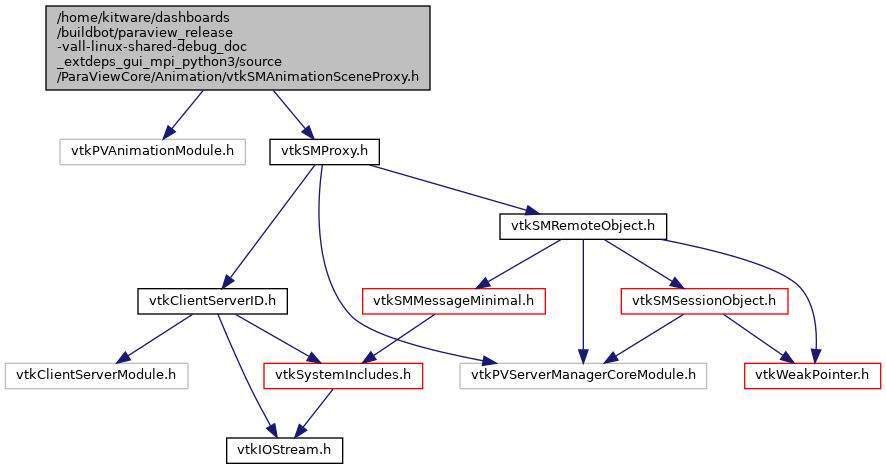 /home/kitware/dashboards
/buildbot/paraview_release
-vall-linux-shared-debug_doc
_extdeps_gui_mpi_python3/source
/ParaViewCore/Animation/vtkSMAnimationSceneProxy.h
vtkPVAnimationModule.h
vtkSMProxy.h
vtkSMRemoteObject.h
vtkClientServerID.h
vtkSMMessageMinimal.h
vtkSMSessionObject.h
vtkClientServerModule.h
vtkSystemIncludes.h
vtkPVServerManagerCoreModule.h
vtkWeakPointer.h
vtkIOStream.h